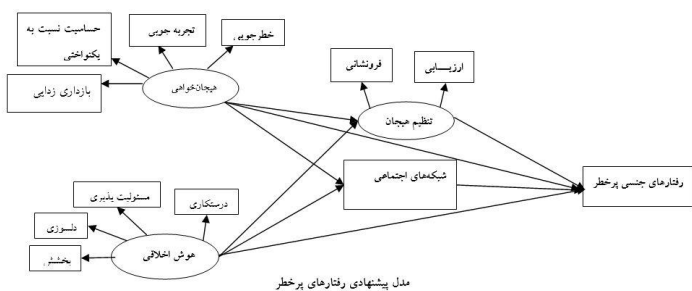 خطرجویی
تجربه جویی
حساسیت نسبت به
یکنواختی
بازداری زدایی
هیجان‌خواهی
ارزیـــابی
فرونشانی
تنظیم هیجان
شبکه‌های اجتماعی
رفتارهای جنسی پرخطر
درستکاری
مسئولیت پذیری
دلسوزی
بخشش
هوش اخلاقی
مدل پیشنهادی رفتارهای پرخطر